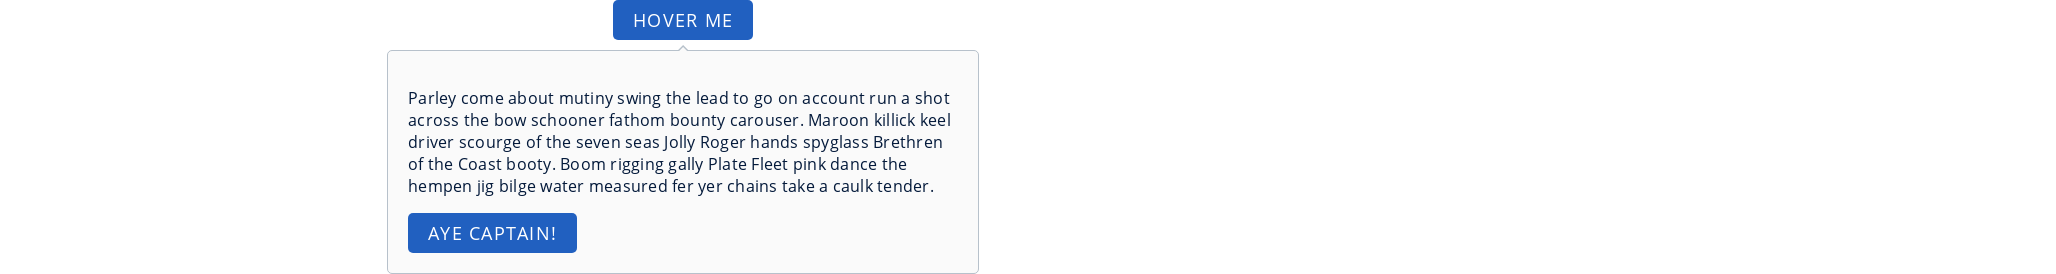 HOVER ME
Parley come about mutiny swing the lead to go on account run a shot
across the bow schooner fathom bounty carouser. Maroon killick keel
driver scourge of the seven seas Jolly Roger hands spyglass Brethren
of the Coast booty. Boom rigging gally Plate Fleet pink dance the
hempen jig bilge water measured fer yer chains take a caulk tender.
AYE CAPTAIN!